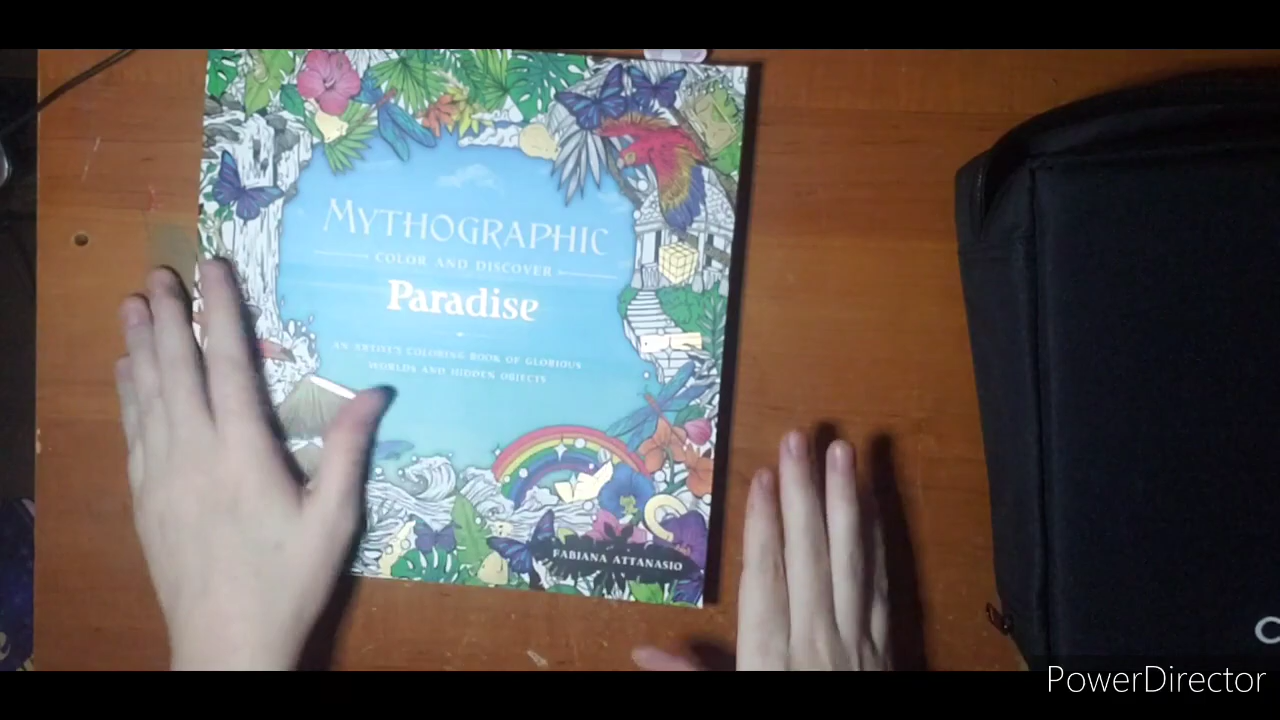 MYTHOGRAPHIC
COLOR AND DISCOVER
Paradise
AN ARTIST'S COLORING BOOK OF GLORIOUS
WORLDS AND HIDDEN OBJECTS
FABIANA ATTANASIO
C
PowerDirector